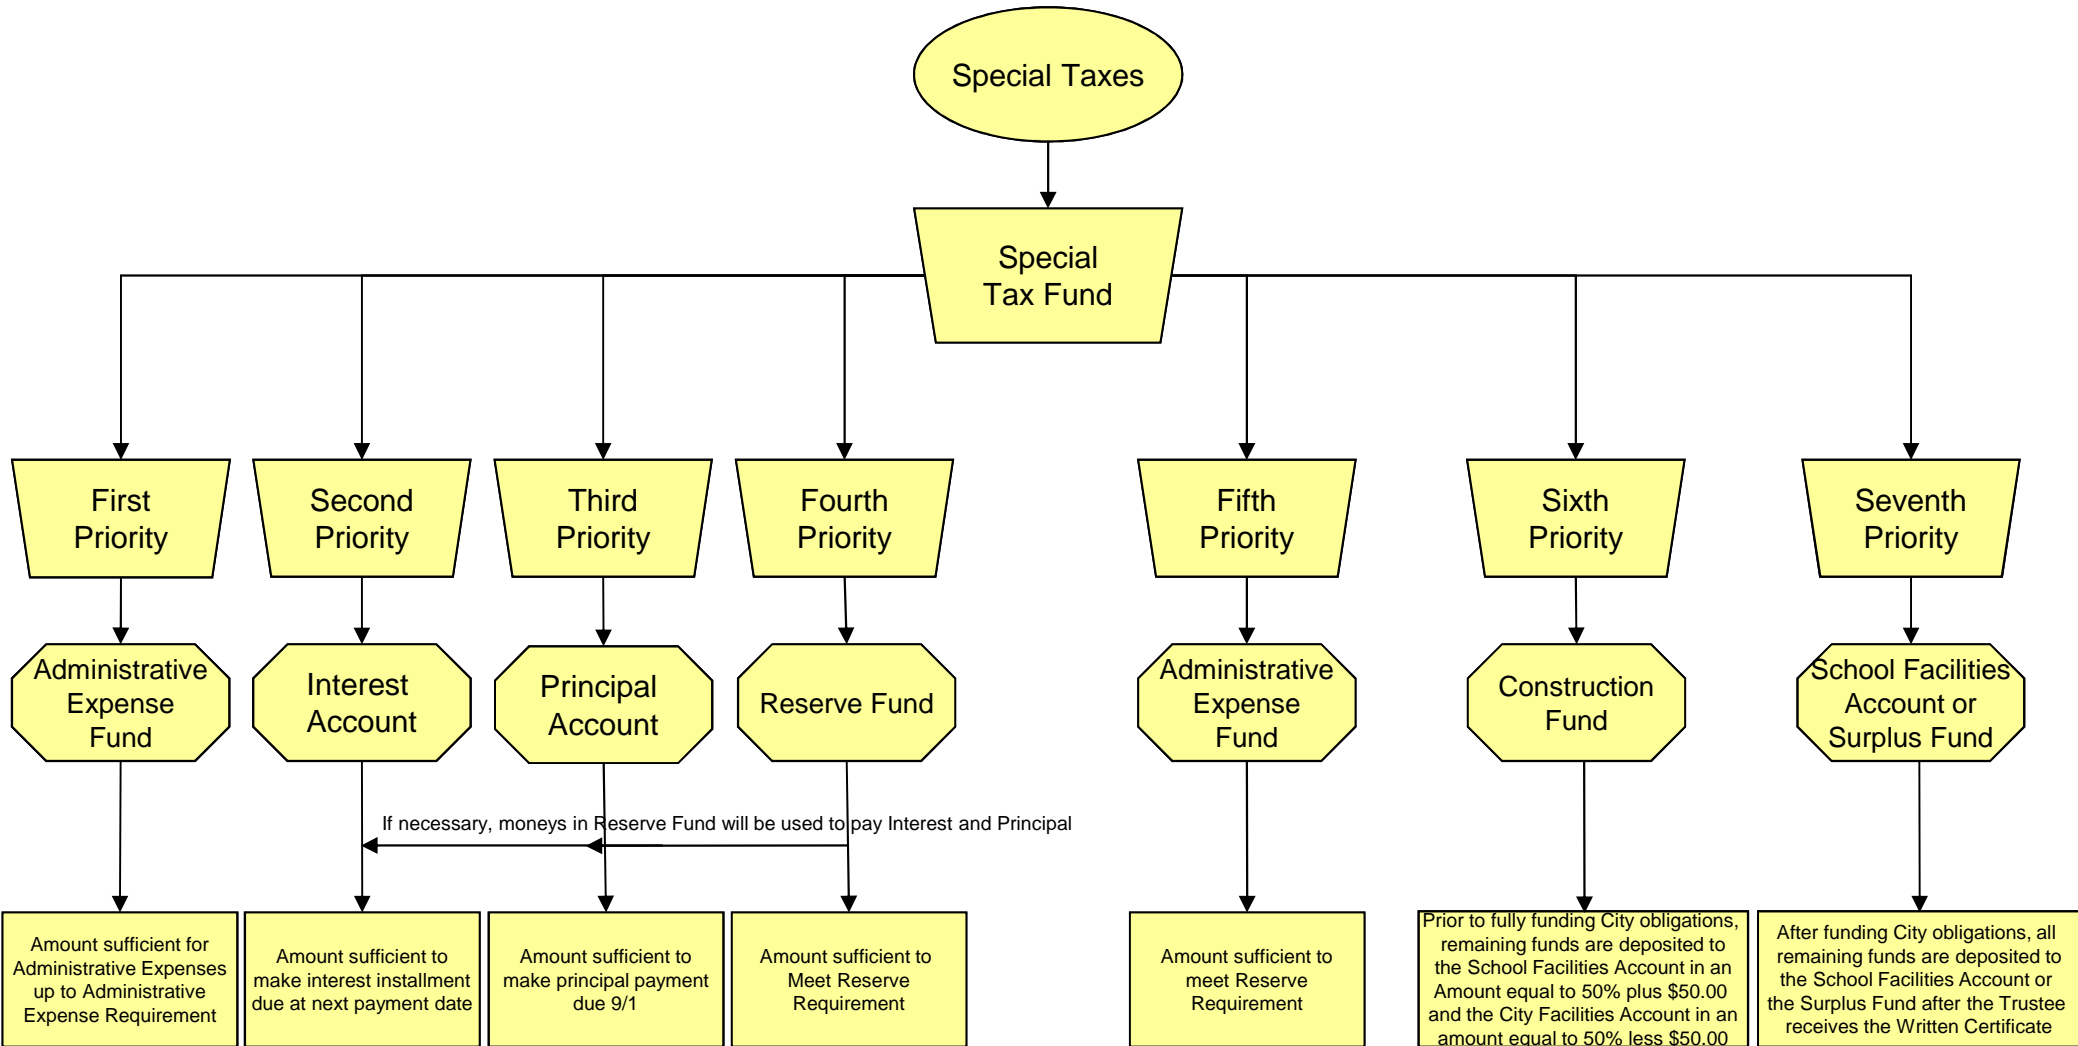 Special Taxes
Special
Tax Fund
First
Priority
Second
Priority
Third
Priority
Fourth
Priority
Fifth
Priority
Sixth
Priority
Seventh
Priority
Administrative
Expense
Fund
Interest
Account
Principal
Account
Reserve Fund
Administrative
Expense
Fund
Construction
Fund
School Facilities
Account or
Surplus Fund
If necessary, moneys in Reserve Fund will be used to pay Interest and Principal
Amount sufficient for
Administrative Expenses
up to Administrative
Expense Requirement
Amount sufficient to
make interest installment
due at next payment date
Amount sufficient to
make principal payment
due 9/1
Amount sufficient to
Meet Reserve
Requirement
Amount sufficient to
meet Reserve
Requirement
Prior to fully funding City obligations,
remaining funds are deposited to
the School Facilities Account in an
Amount equal to 50% plus $50.00
and the City Facilities Account in an
amount equal to 50% less $50.00
After funding City obligations, all
remaining funds are deposited to
the School Facilities Account or
the Surplus Fund after the Trustee
receives the Written Certificate